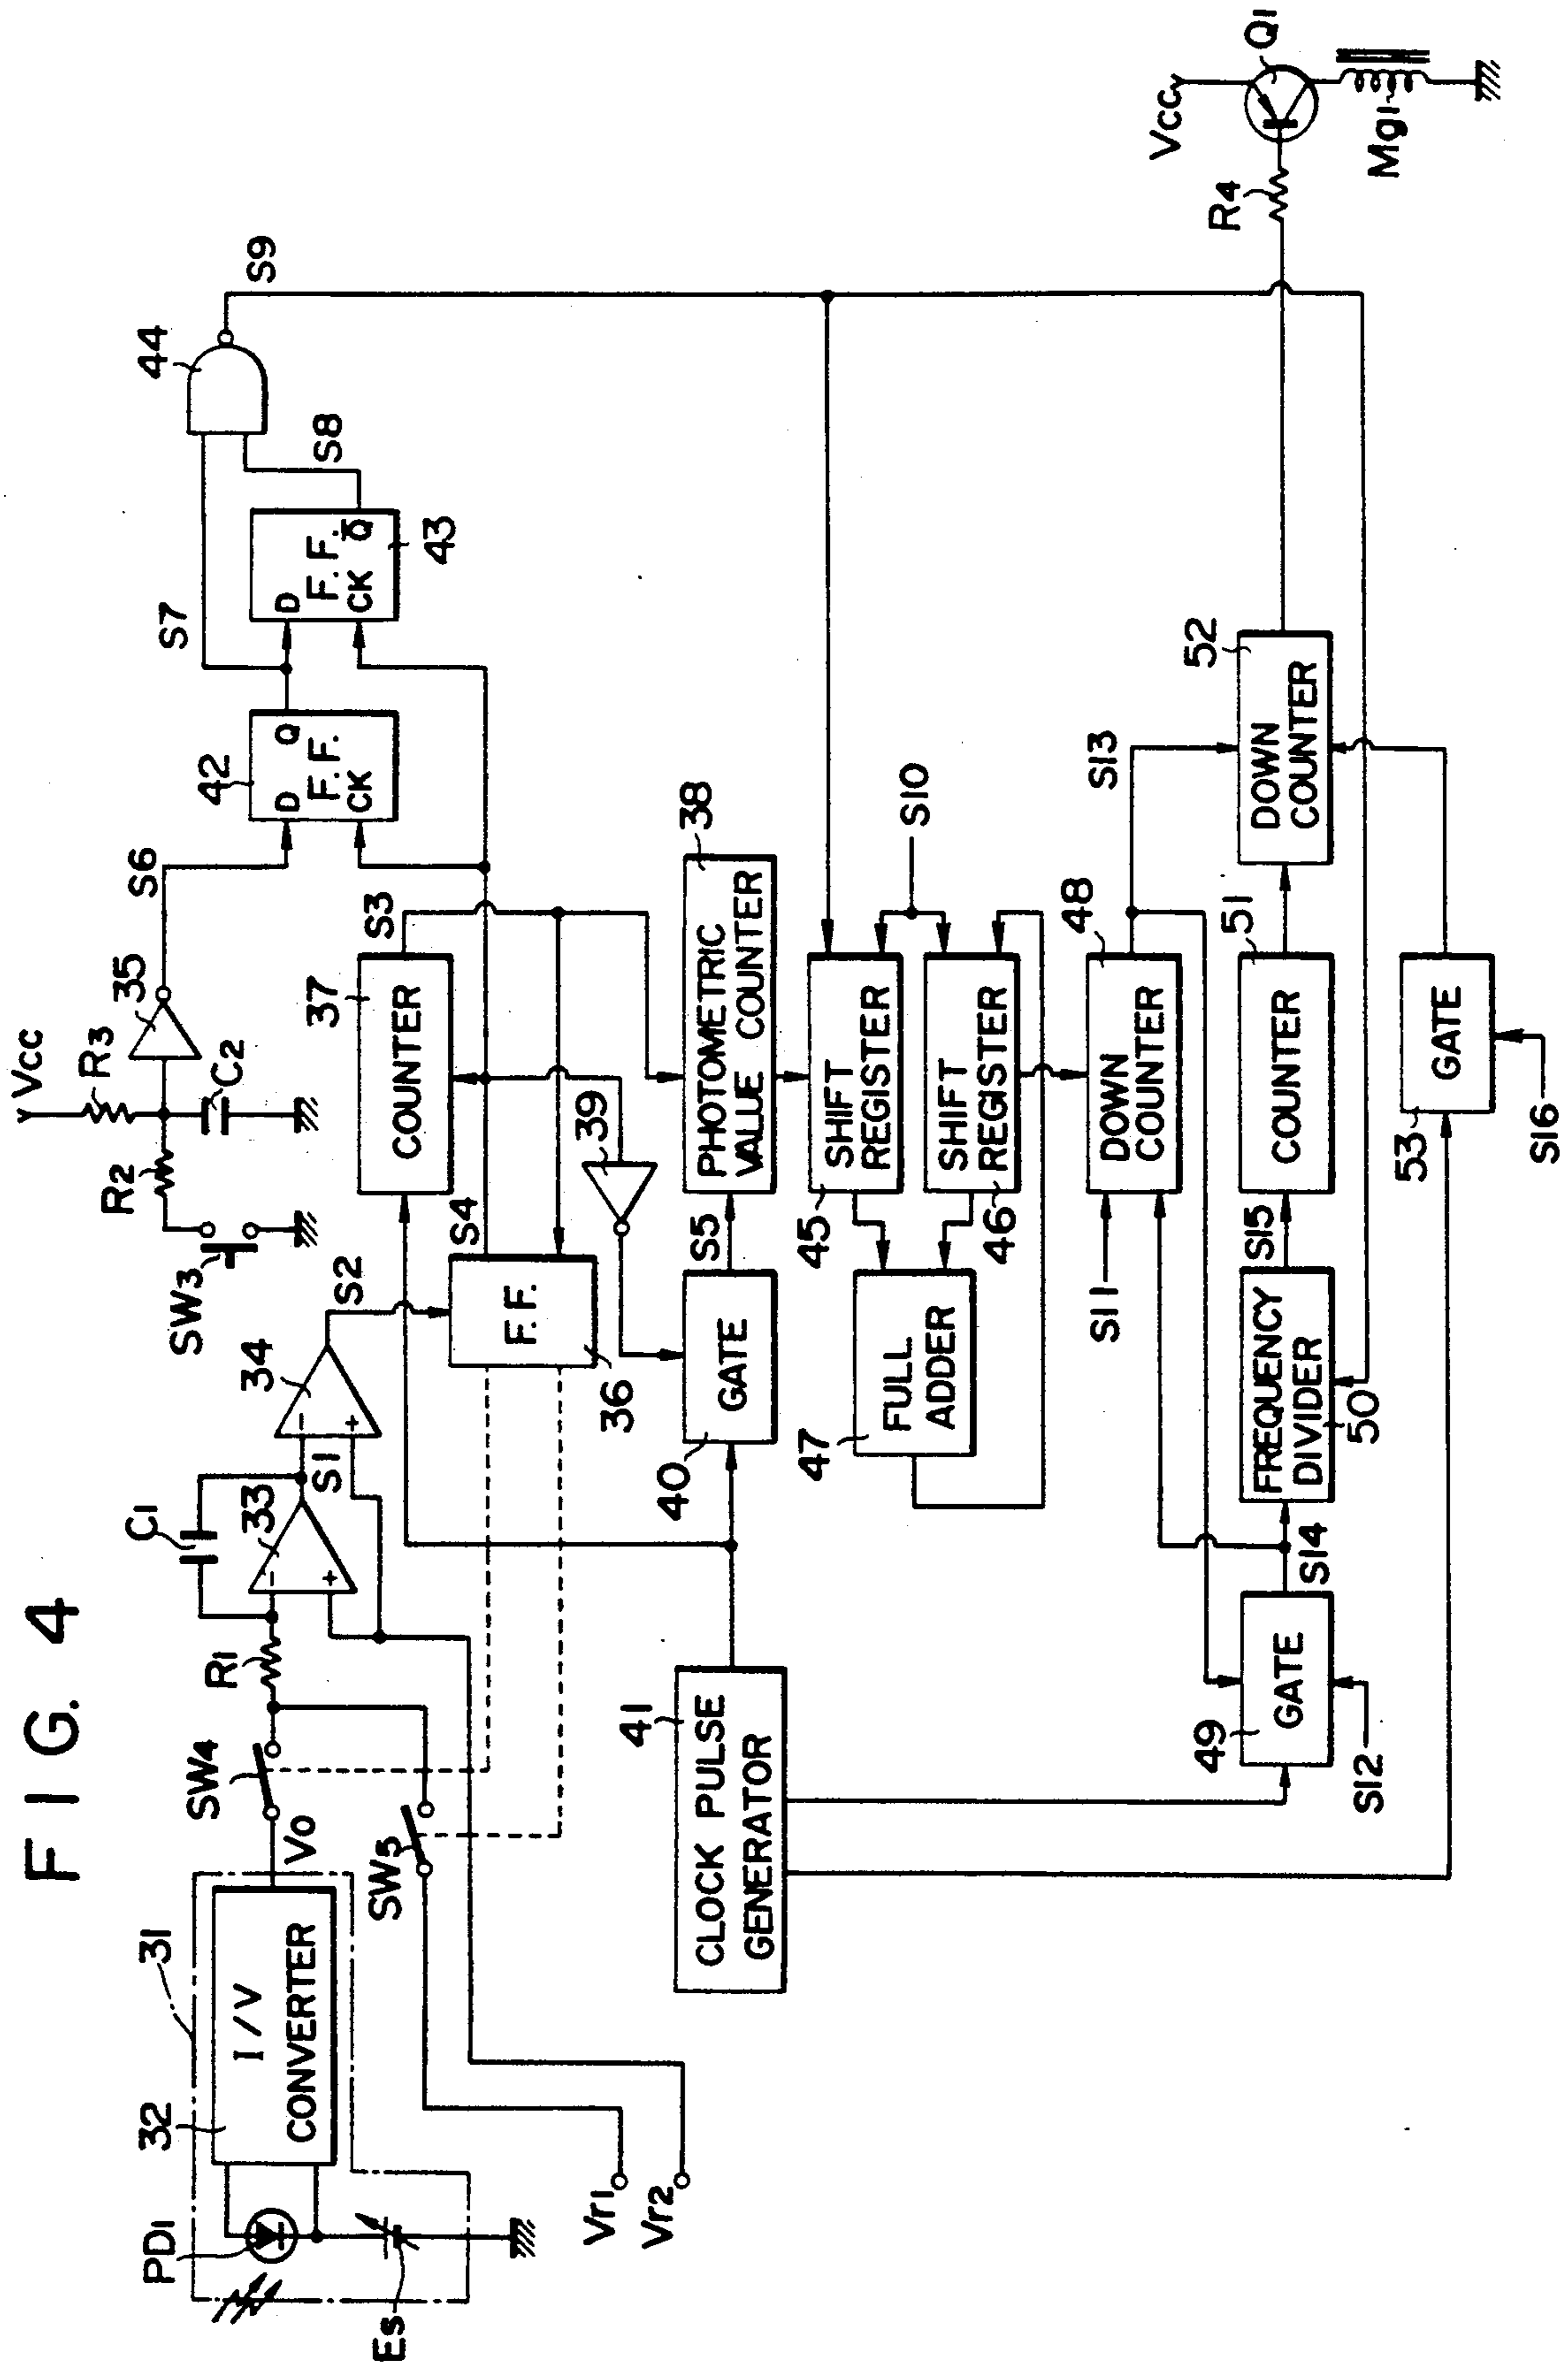 FIG. 4
PD1
31
32
I/V
CONVERTER
Es
Vo
SW4
SW5
Vr1
Vr2
R1
C1
33
S1
34
S2
SW3
R2
R3
Vcc
C2
35
S6
42
D
Q
F.F.
CK
S7
D
F.F.
CK
Q̅
43
S8
44
S9
37
COUNTER
S3
S4
F.F.
36
39
38
PHOTOMETRIC
VALUE COUNTER
S5
40
GATE
41
CLOCK PULSE
GENERATOR
45
SHIFT
REGISTER
S10
SHIFT
REGISTER
46
47
FULL
ADDER
48
DOWN
COUNTER
S11
S13
49
GATE
S12
S14
FREQUENCY
DIVIDER
50
S15
51
COUNTER
52
DOWN
COUNTER
53
GATE
S16
R4
Vcc
Q1
Mg1